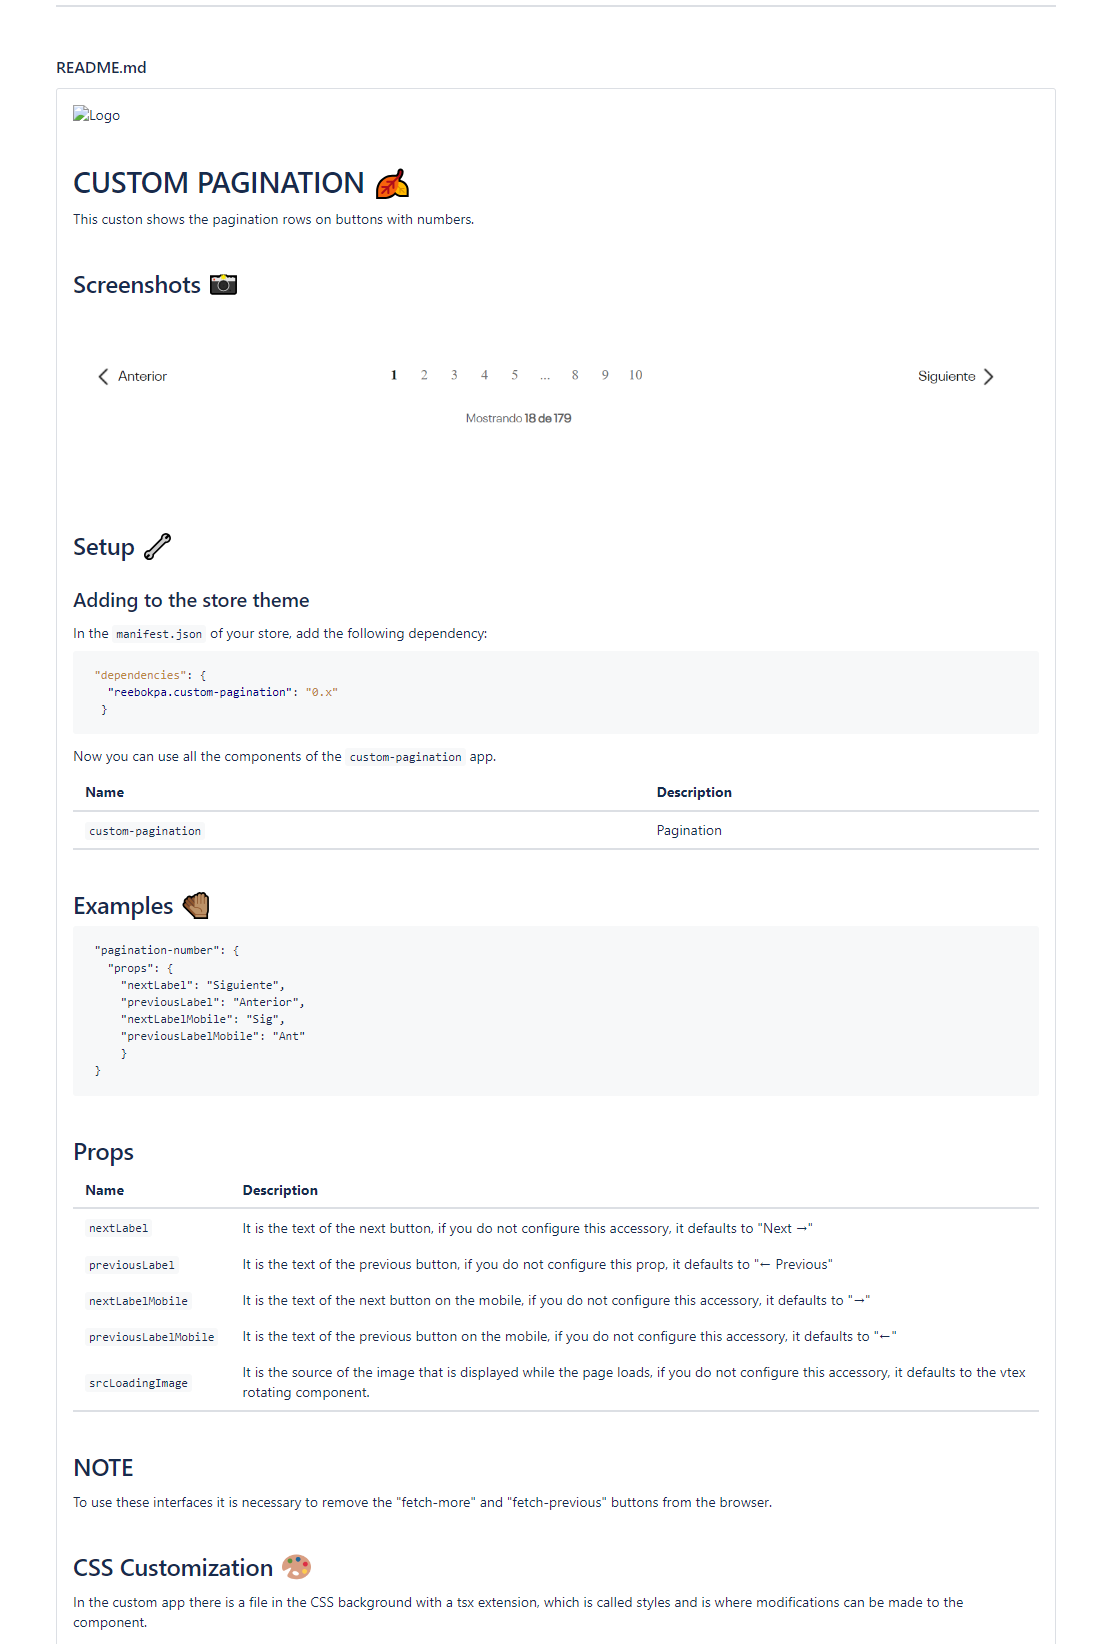 README.md
Logo
CUSTOM PAGINATION
This custon shows the pagination rows on buttons with numbers.
Screenshots
Anterior 1 2 3 4 5 ... 8 9 10 Siguiente
Mostrando 18 de 179
Setup
Adding to the store theme
In the manifest.json of your store, add the following dependency:
"dependencies": {
"reebokpa.custom-pagination": "0.x"
}
Now you can use all the components of the custom-pagination app.
Name Description
custom-pagination Pagination
Examples
"pagination-number": {
"props": {
"nextLabel": "Siguiente",
"previousLabel": "Anterior",
"nextLabelMobile": "Sig",
"previousLabelMobile": "Ant"
}
}
Props
Name Description
nextLabel It is the text of the next button, if you do not configure this accessory, it defaults to "Next →"
previousLabel It is the text of the previous button, if you do not configure this prop, it defaults to "← Previous"
nextLabelMobile It is the text of the next button on the mobile, if you do not configure this accessory, it defaults to "→"
previousLabelMobile It is the text of the previous button on the mobile, if you do not configure this accessory, it defaults to "←"
srcLoadingImage It is the source of the image that is displayed while the page loads, if you do not configure this accessory, it defaults to the vtex
rotating component.
NOTE
To use these interfaces it is necessary to remove the "fetch-more" and "fetch-previous" buttons from the browser.
CSS Customization
In the custom app there is a file in the CSS background with a tsx extension, which is called styles and is where modifications can be made to the
component.